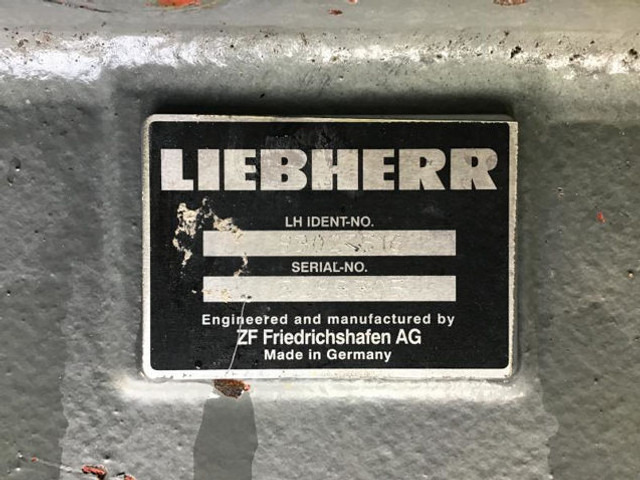 LIEBHERR
LH IDENT-NO.
SERIAL-NO.
Engineered and manufactured by
ZF Friedrichshafen AG
Made in Germany